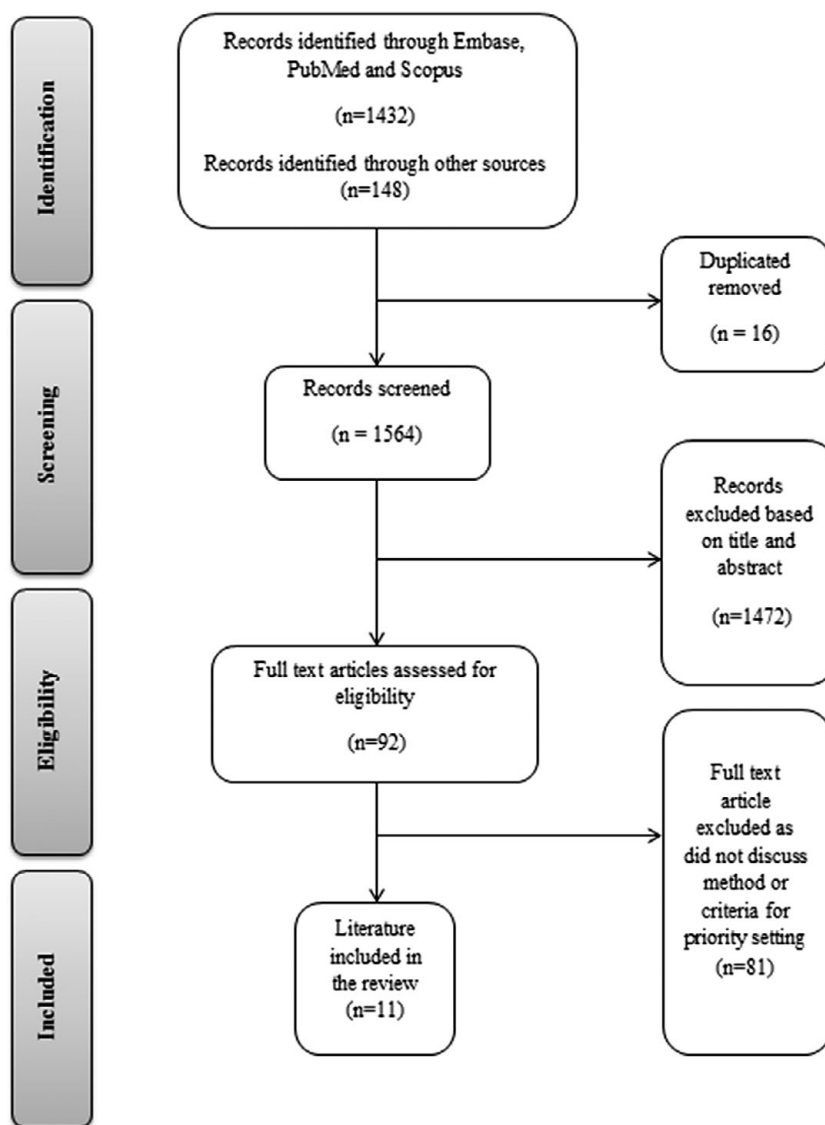 Identification
Records identified through Embase,
PubMed and Scopus
(n=1432)
Records identified through other sources
(n=148)
Duplicated
removed
(n = 16)
Screening
Records screened
(n = 1564)
Records
excluded based
on title and
abstract
(n=1472)
Eligibility
Full text articles assessed for
eligibility
(n=92)
Full text
article
excluded as
did not discuss
method or
criteria for
priority setting
(n=81)
Included
Literature
included in
the review
(n=11)